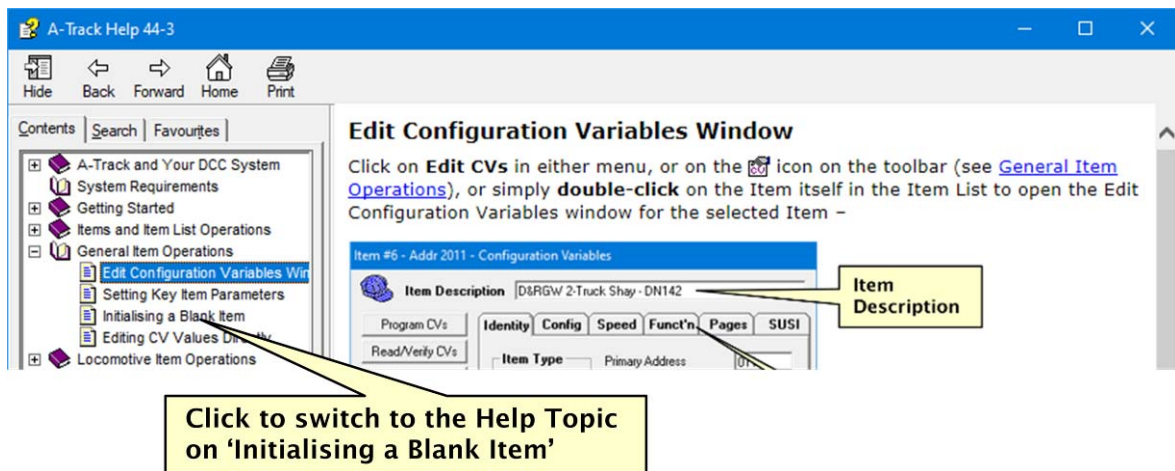 A-Track Help 44-3
Hide Back Forward Home Print
Contents Search Favourites
A-Track and Your DCC System
System Requirements
Getting Started
Items and Item List Operations
General Item Operations
Edit Configuration Variables Win
Setting Key Item Parameters
Initialising a Blank Item
Editing CV Values Directly
Locomotive Item Operations
Edit Configuration Variables Window
Click on Edit CVs in either menu, or on the icon on the toolbar (see General Item
Operations), or simply double-click on the Item itself in the Item List to open the Edit
Configuration Variables window for the selected Item –
Item #6 - Addr 2011 - Configuration Variables
Item Description D&RGW 2-Truck Shay - DN142
Program CVs Identity Config Speed Funct'n. Pages SUSI
Read/Verify CVs
Item Type Primary Address
Item
Description
Click to switch to the Help Topic
on ‘Initialising a Blank Item’